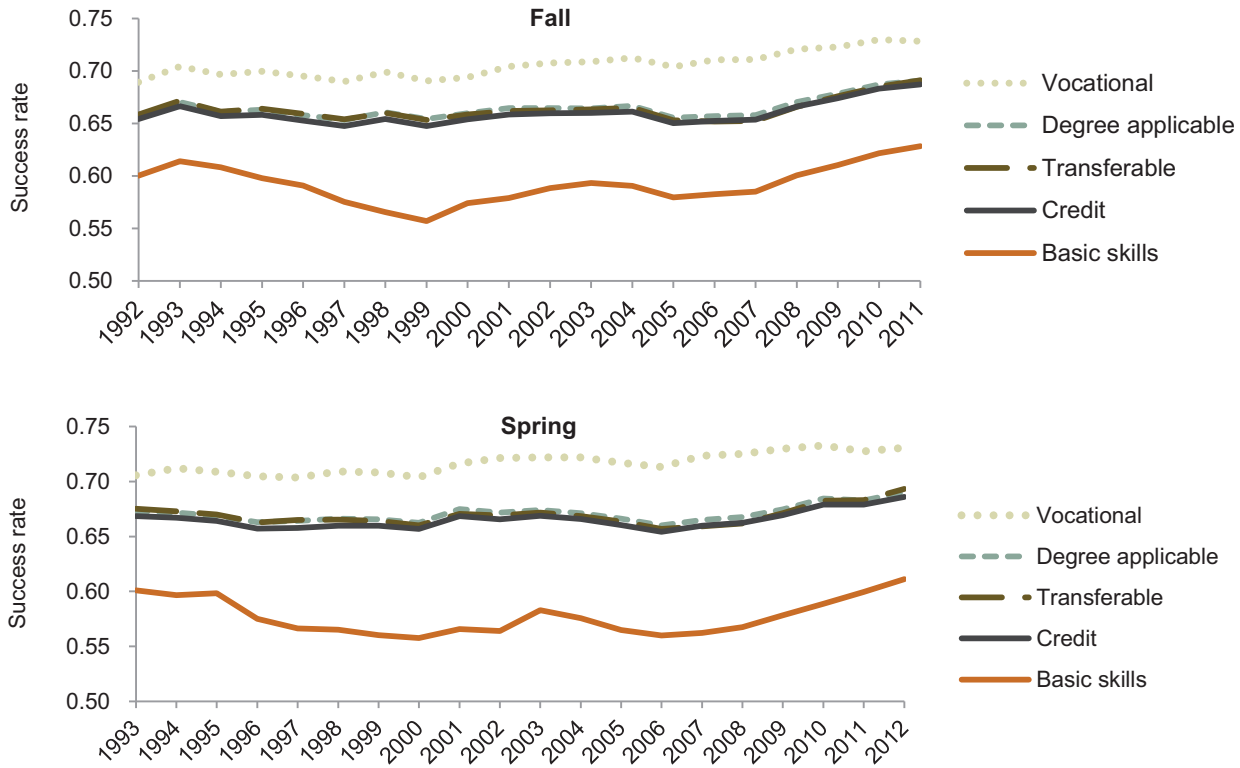 Fall
Success rate
0.75
0.70
0.65
0.60
0.55
0.50
1992 1993 1994 1995 1996 1997 1998 1999 2000 2001 2002 2003 2004 2005 2006 2007 2008 2009 2010 2011
Vocational
Degree applicable
Transferable
Credit
Basic skills
Spring
Success rate
0.75
0.70
0.65
0.60
0.55
0.50
1993 1994 1995 1996 1997 1998 1999 2000 2001 2002 2003 2004 2005 2006 2007 2008 2009 2010 2011 2012
Vocational
Degree applicable
Transferable
Credit
Basic skills